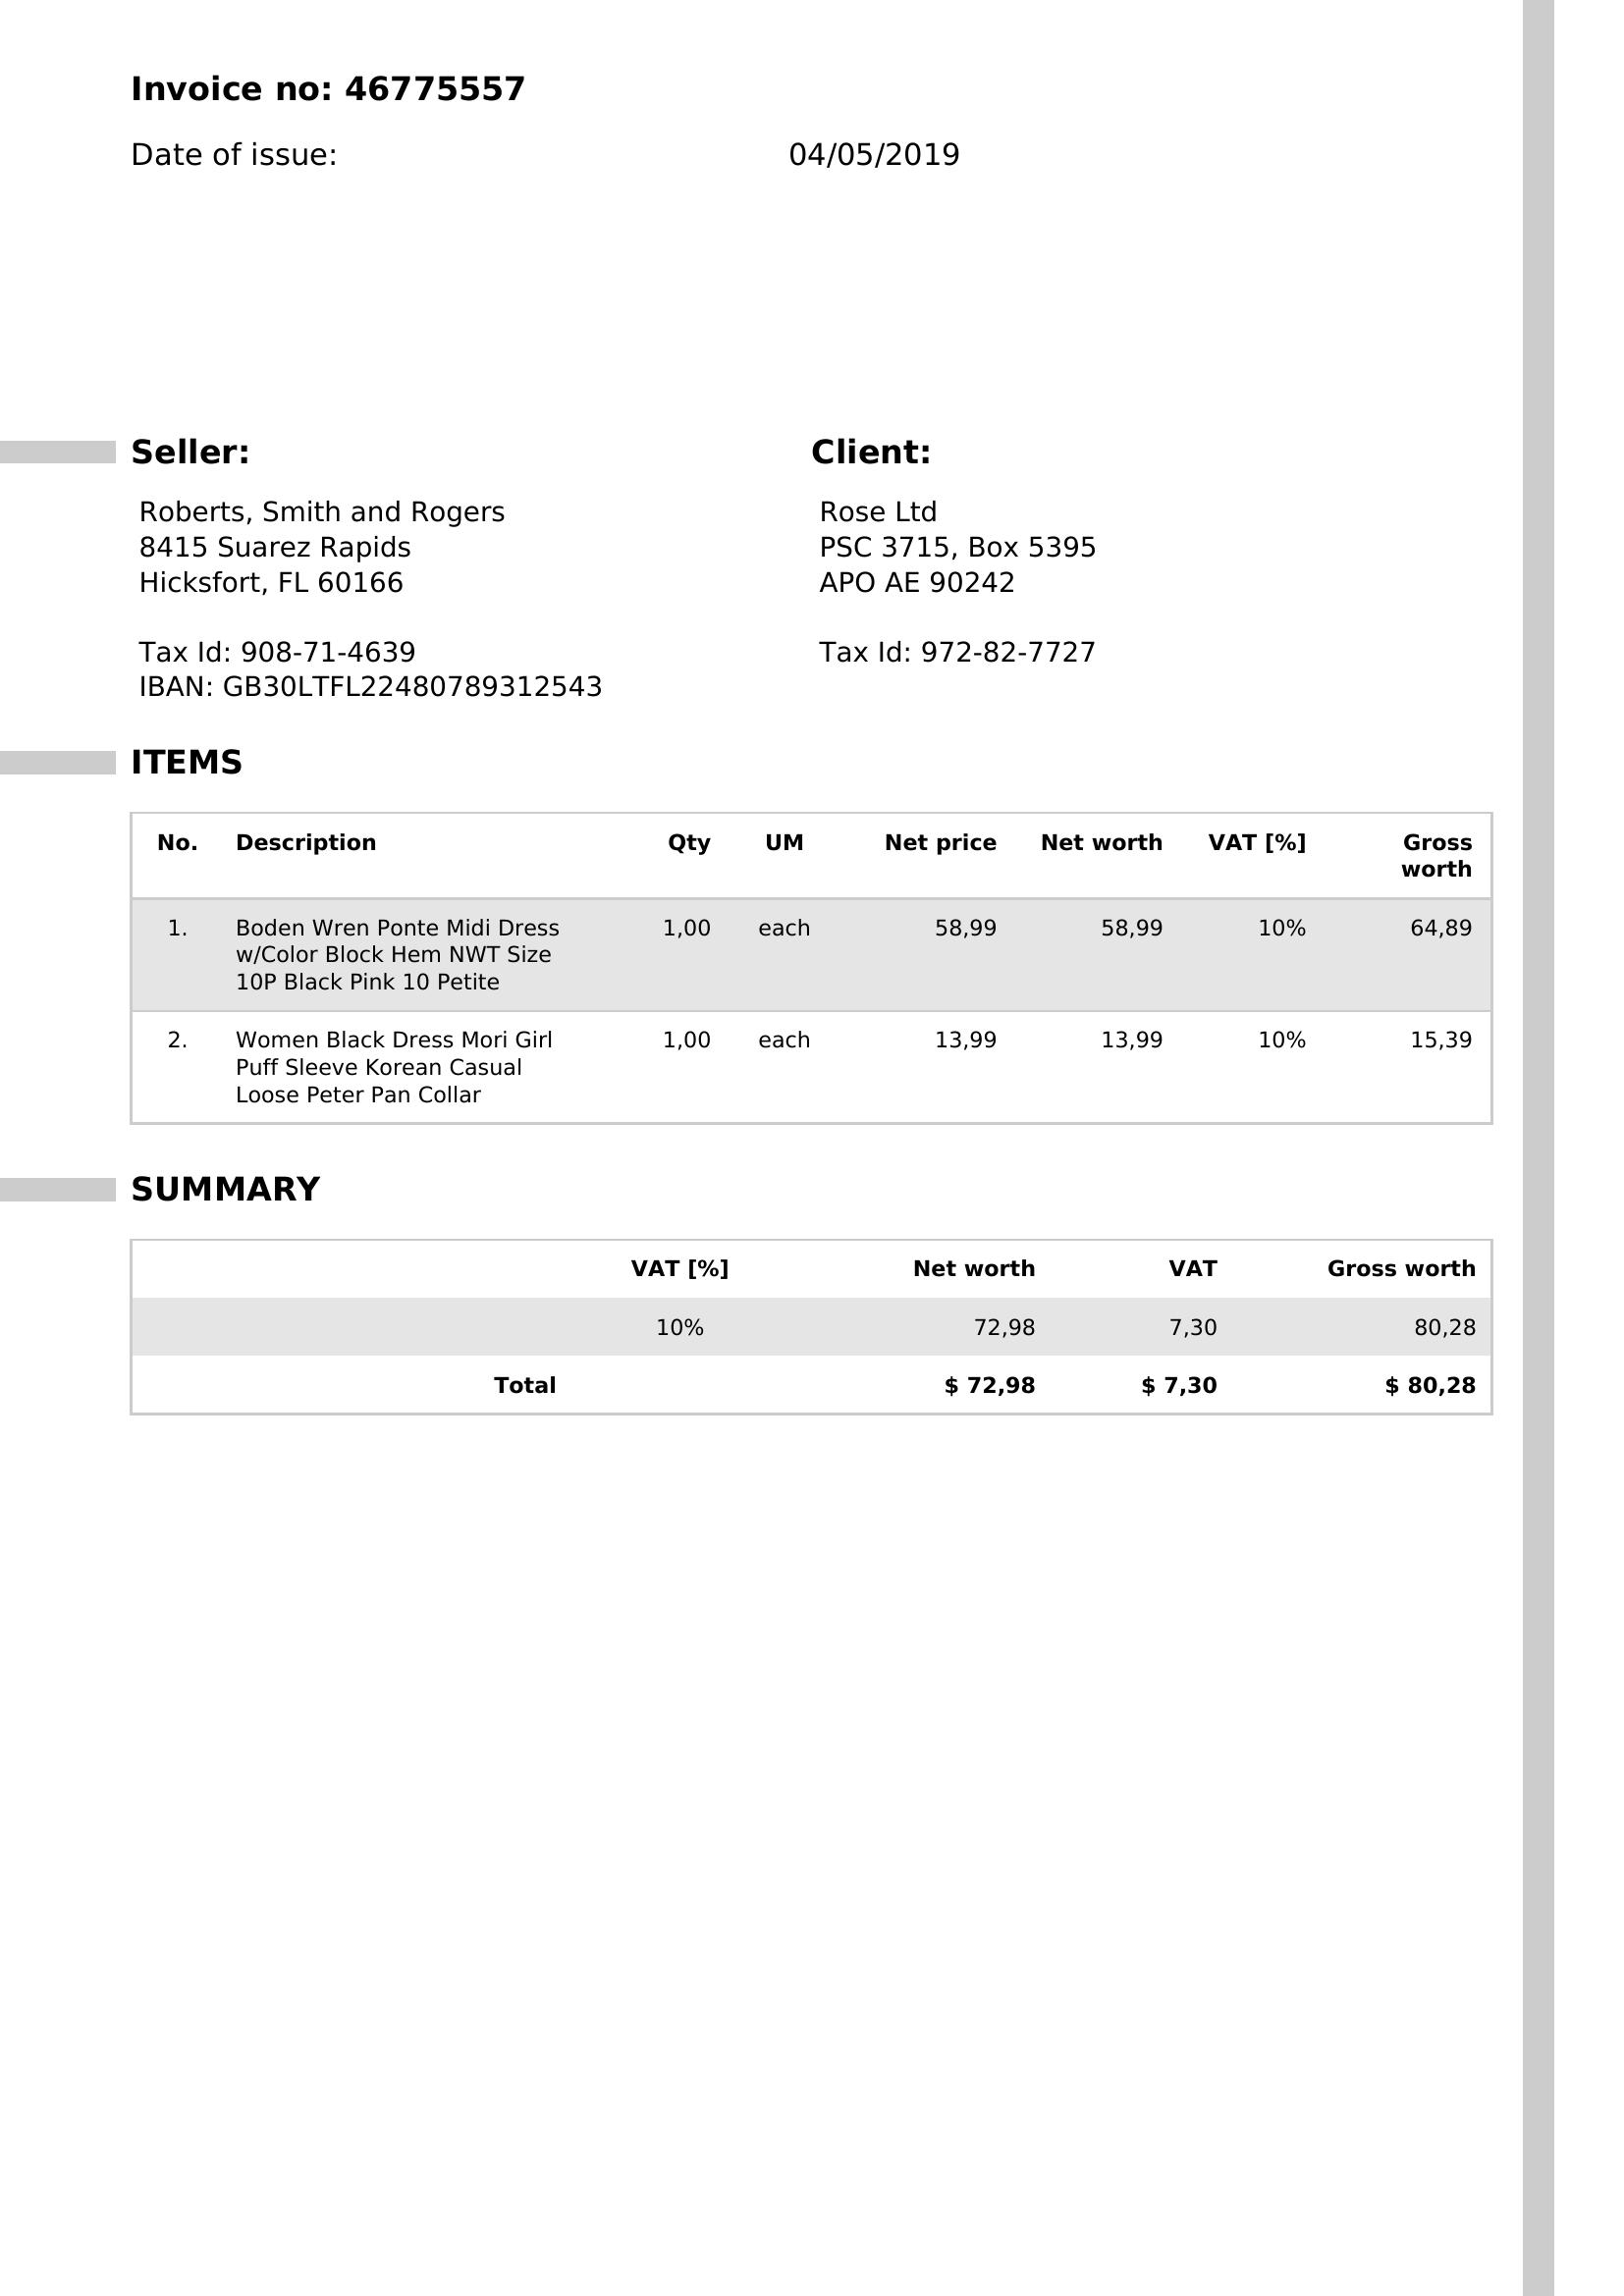 Invoice no: 46775557
Date of issue: 04/05/2019
Seller:
Roberts, Smith and Rogers
8415 Suarez Rapids
Hicksfort, FL 60166
Tax Id: 908-71-4639
IBAN: GB30LTFL22480789312543
Client:
Rose Ltd
PSC 3715, Box 5395
APO AE 90242
Tax Id: 972-82-7727
ITEMS
No. Description Qty UM Net price Net worth VAT [%] Gross
worth
1. Boden Wren Ponte Midi Dress 1,00 each 58,99 58,99 10% 64,89
w/Color Block Hem NWT Size
10P Black Pink 10 Petite
2. Women Black Dress Mori Girl 1,00 each 13,99 13,99 10% 15,39
Puff Sleeve Korean Casual
Loose Peter Pan Collar
SUMMARY
VAT [%] Net worth VAT Gross worth
10% 72,98 7,30 80,28
Total $ 72,98 $ 7,30 $ 80,28